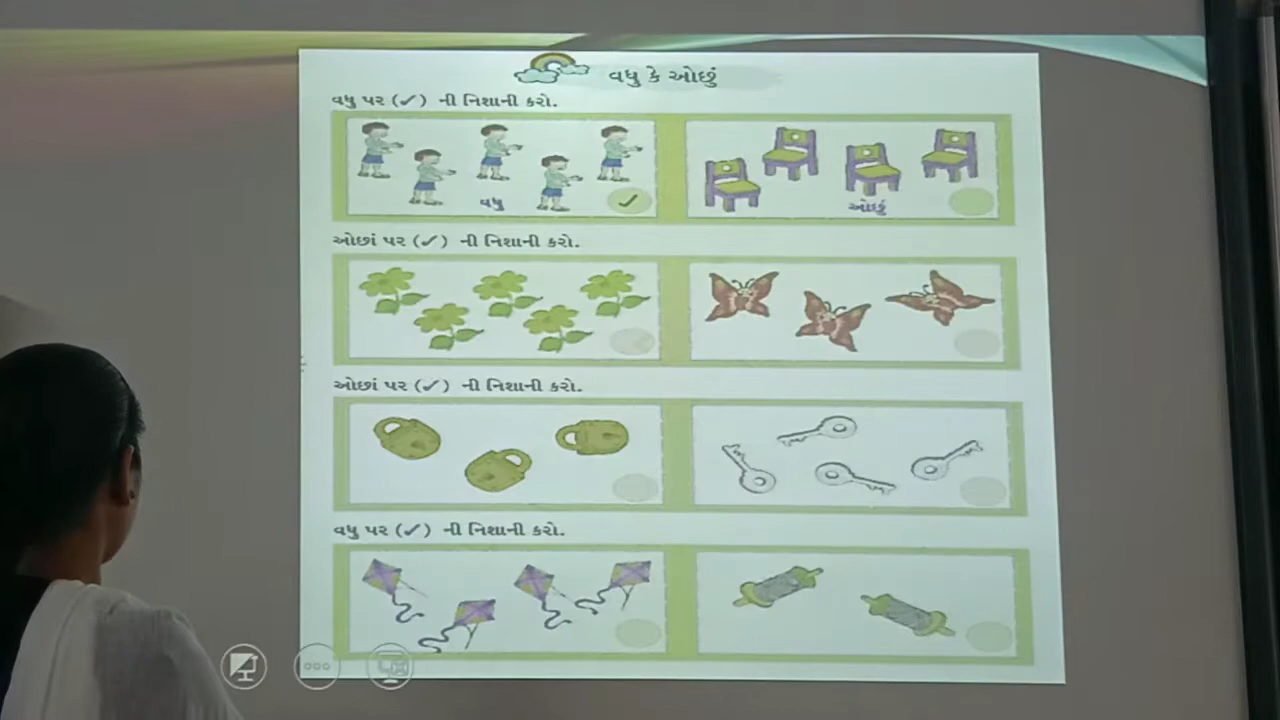 વધુ કે ઓછું
વધુ પર (✓) ની નિશાની કરો.
વધુ
ઓછું
ઓછાં પર (✓) ની નિશાની કરો.
ઓછાં પર (✓) ની નિશાની કરો.
વધુ પર (✓) ની નિશાની કરો.